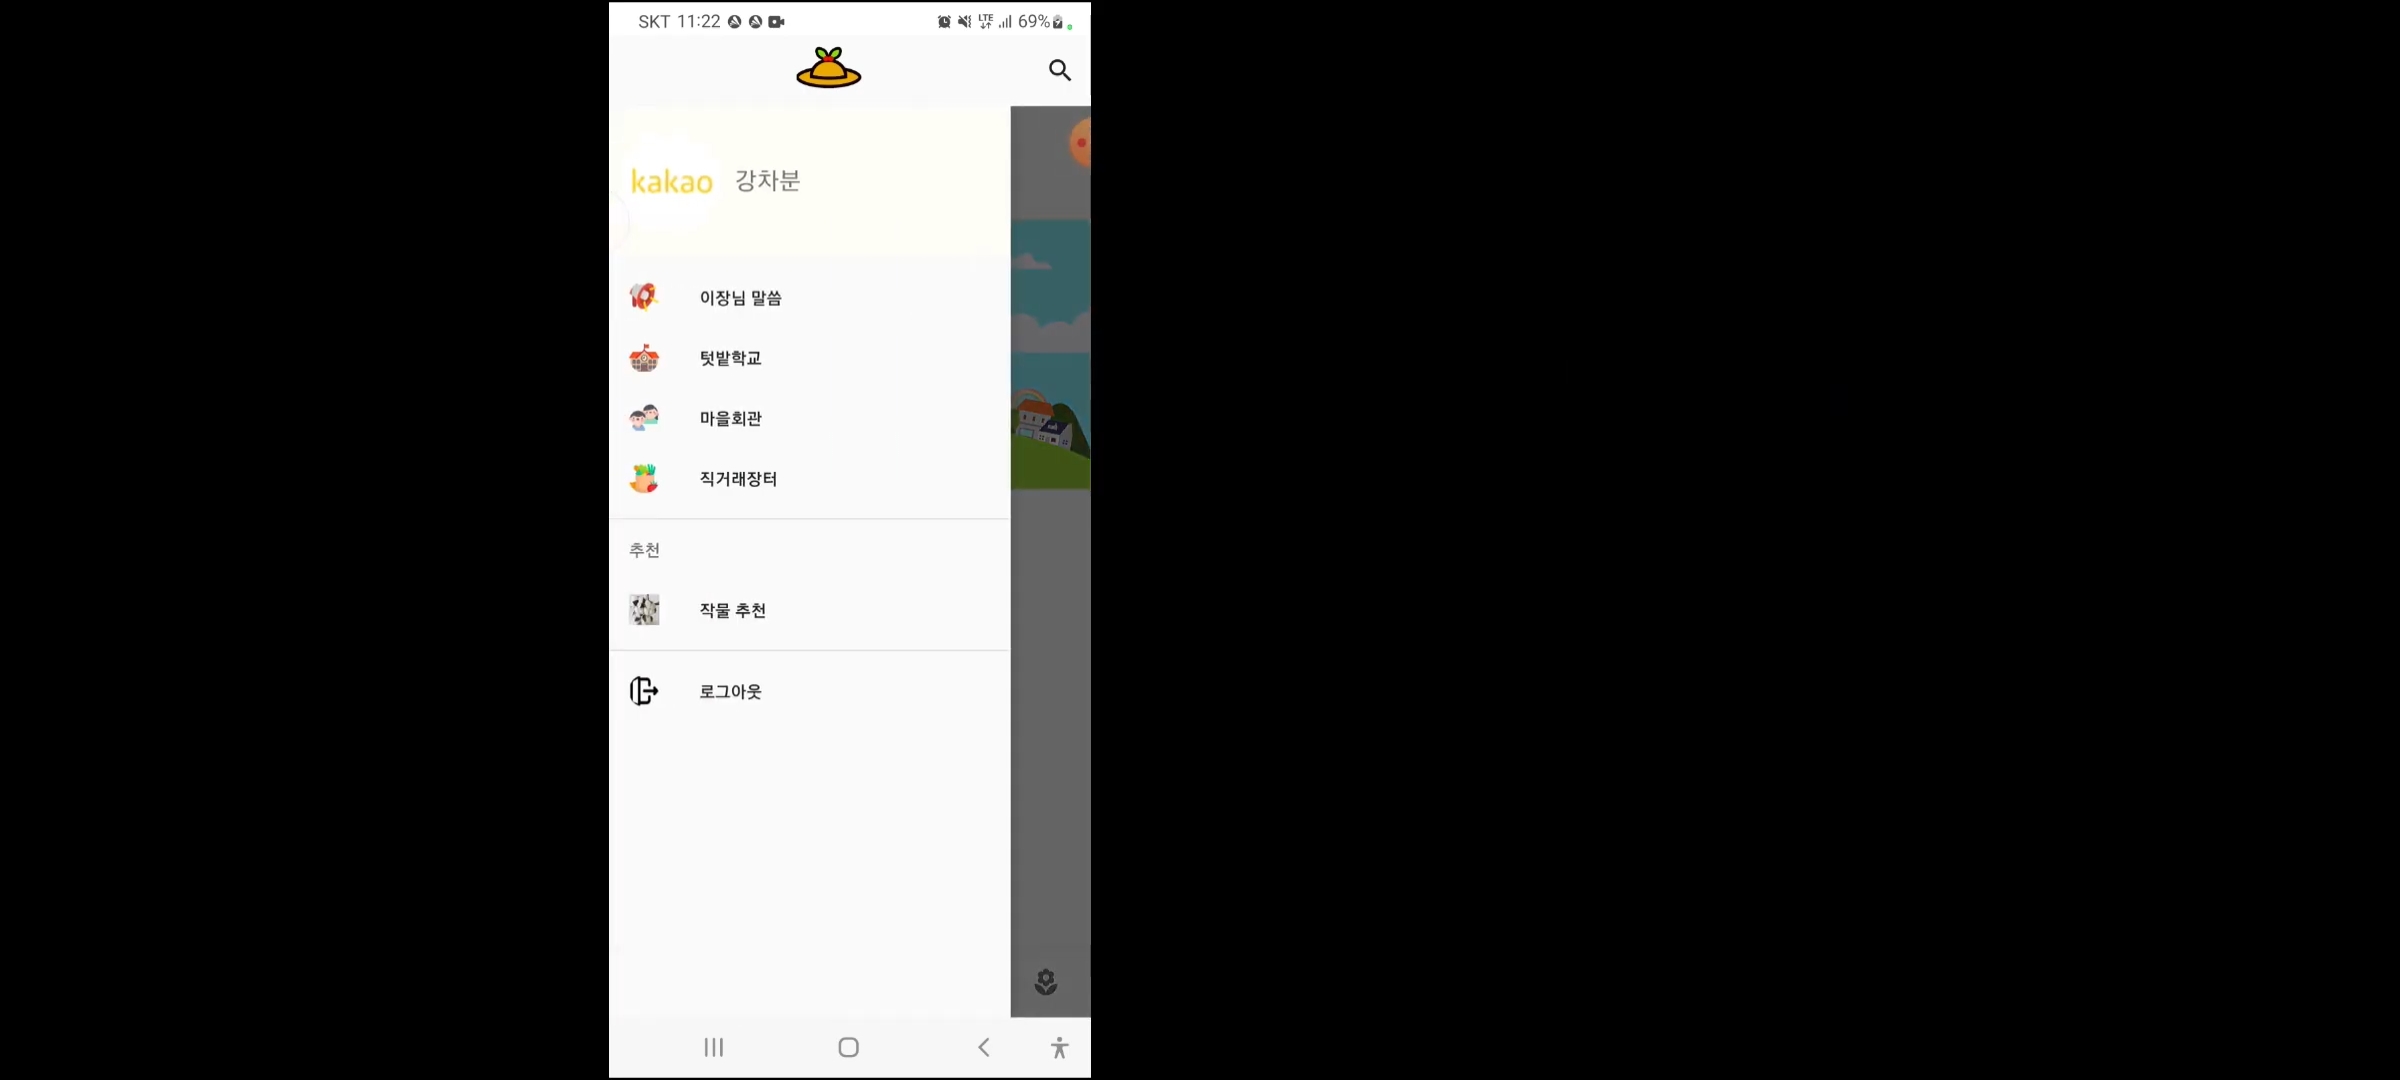 SKT 11:22 LTE 69%
kakao 강차분
이장님 말씀
텃밭학교
마을회관
직거래장터
추천
작물 추천
로그아웃